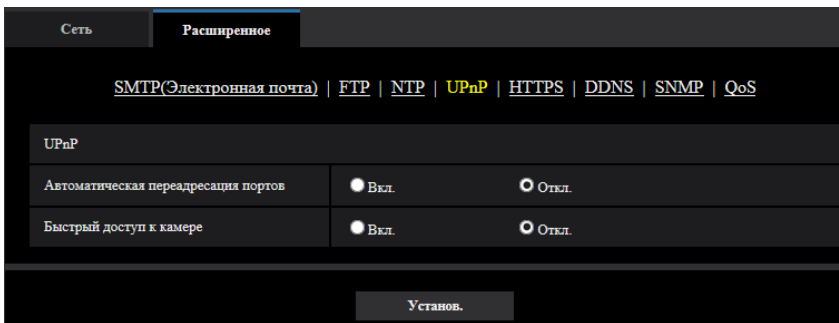 Сеть Расширенное
SMTP(Электронная почта) | FTP | NTP | UPnP | HTTPS | DDNS | SNMP | QoS
UPnP
Автоматическая переадресация портов Вкл. Откл.
Быстрый доступ к камере Вкл. Откл.
Установ.